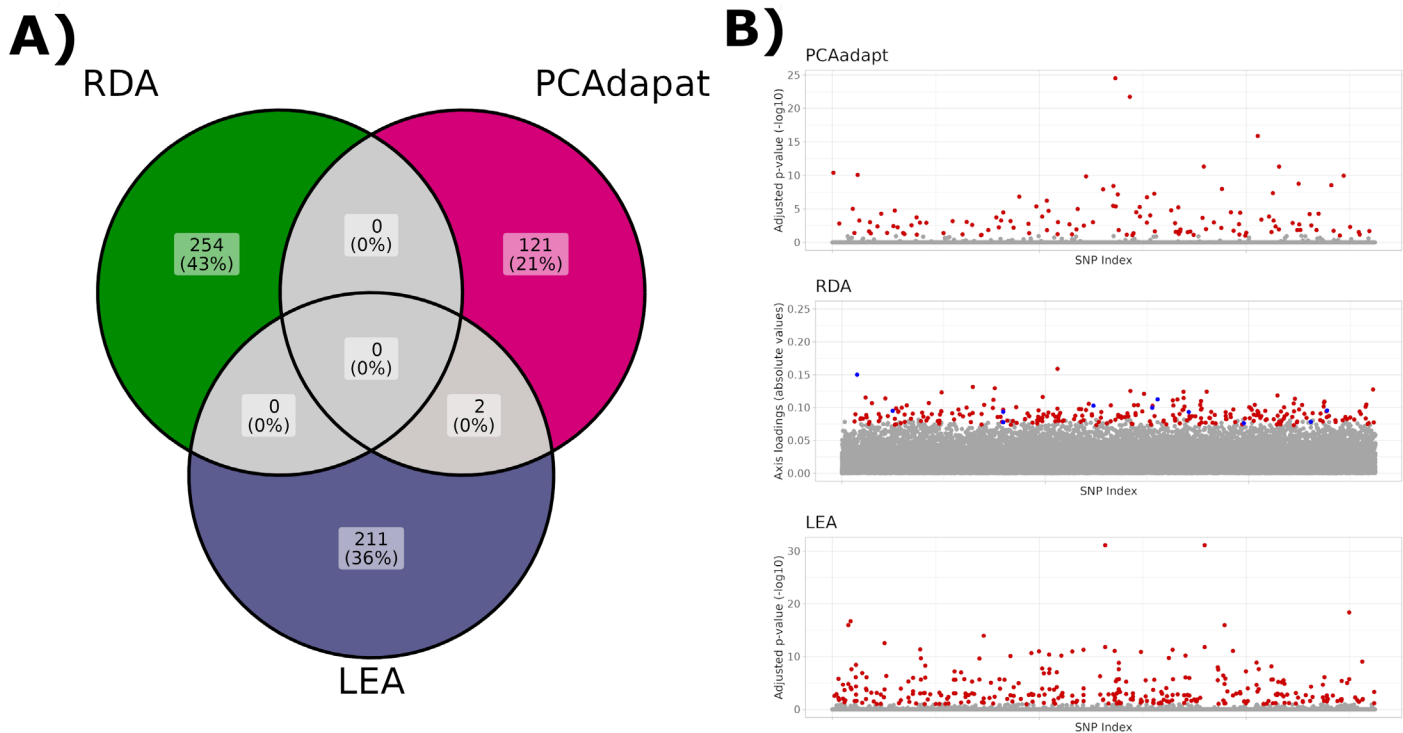 A)
RDA
PCAdapat
0
(0%)
254
(43%)
121
(21%)
0
(0%)
0
(0%)
2
(0%)
211
(36%)
LEA
B)
PCAadapt
Adjusted p-value (-log10)
25
20
15
10
5
0
SNP Index
RDA
Axis loadings (absolute values)
0.25
0.20
0.15
0.10
0.05
0.00
SNP Index
LEA
Adjusted p-value (-log10)
30
20
10
0
SNP Index